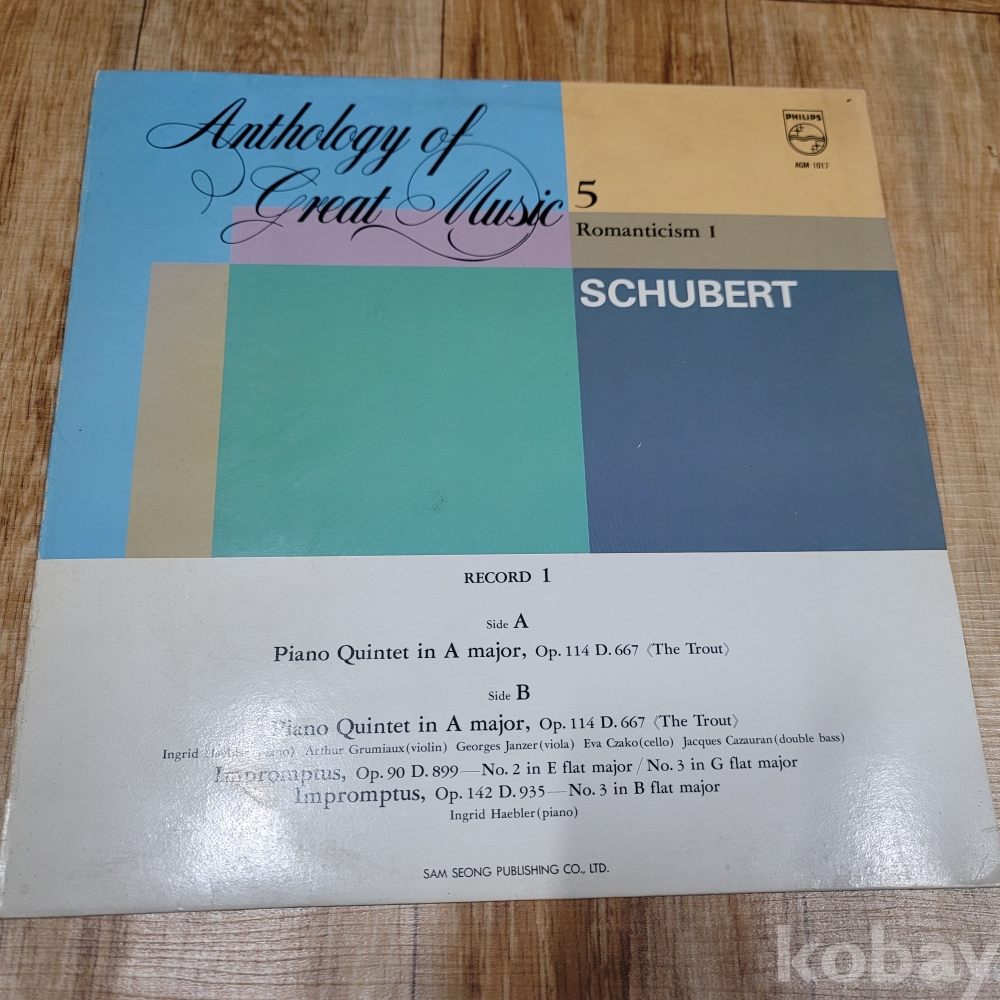 Anthology of
Great Music
5
Romanticism I
SCHUBERT
PHILIPS
AGM 1017
RECORD 1
Side A
Piano Quintet in A major, Op. 114 D. 667 〈The Trout〉
Side B
Piano Quintet in A major, Op. 114 D. 667 〈The Trout〉
Ingrid Haebler(piano) Arthur Grumiaux(violin) Georges Janzer(viola) Eva Czako(cello) Jacques Cazauran(double bass)
Impromptus, Op. 90 D. 899—No. 2 in E flat major / No. 3 in G flat major
Impromptus, Op. 142 D. 935—No. 3 in B flat major
Ingrid Haebler(piano)
SAM SEONG PUBLISHING CO., LTD.
kobay